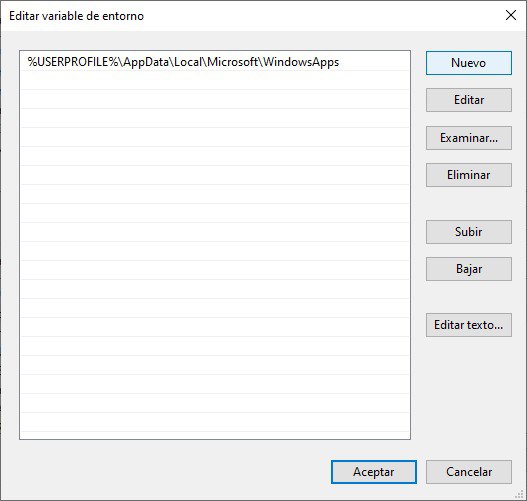 Editar variable de entorno
%USERPROFILE%\AppData\Local\Microsoft\WindowsApps
Nuevo
Editar
Examinar...
Eliminar
Subir
Bajar
Editar texto...
Aceptar
Cancelar